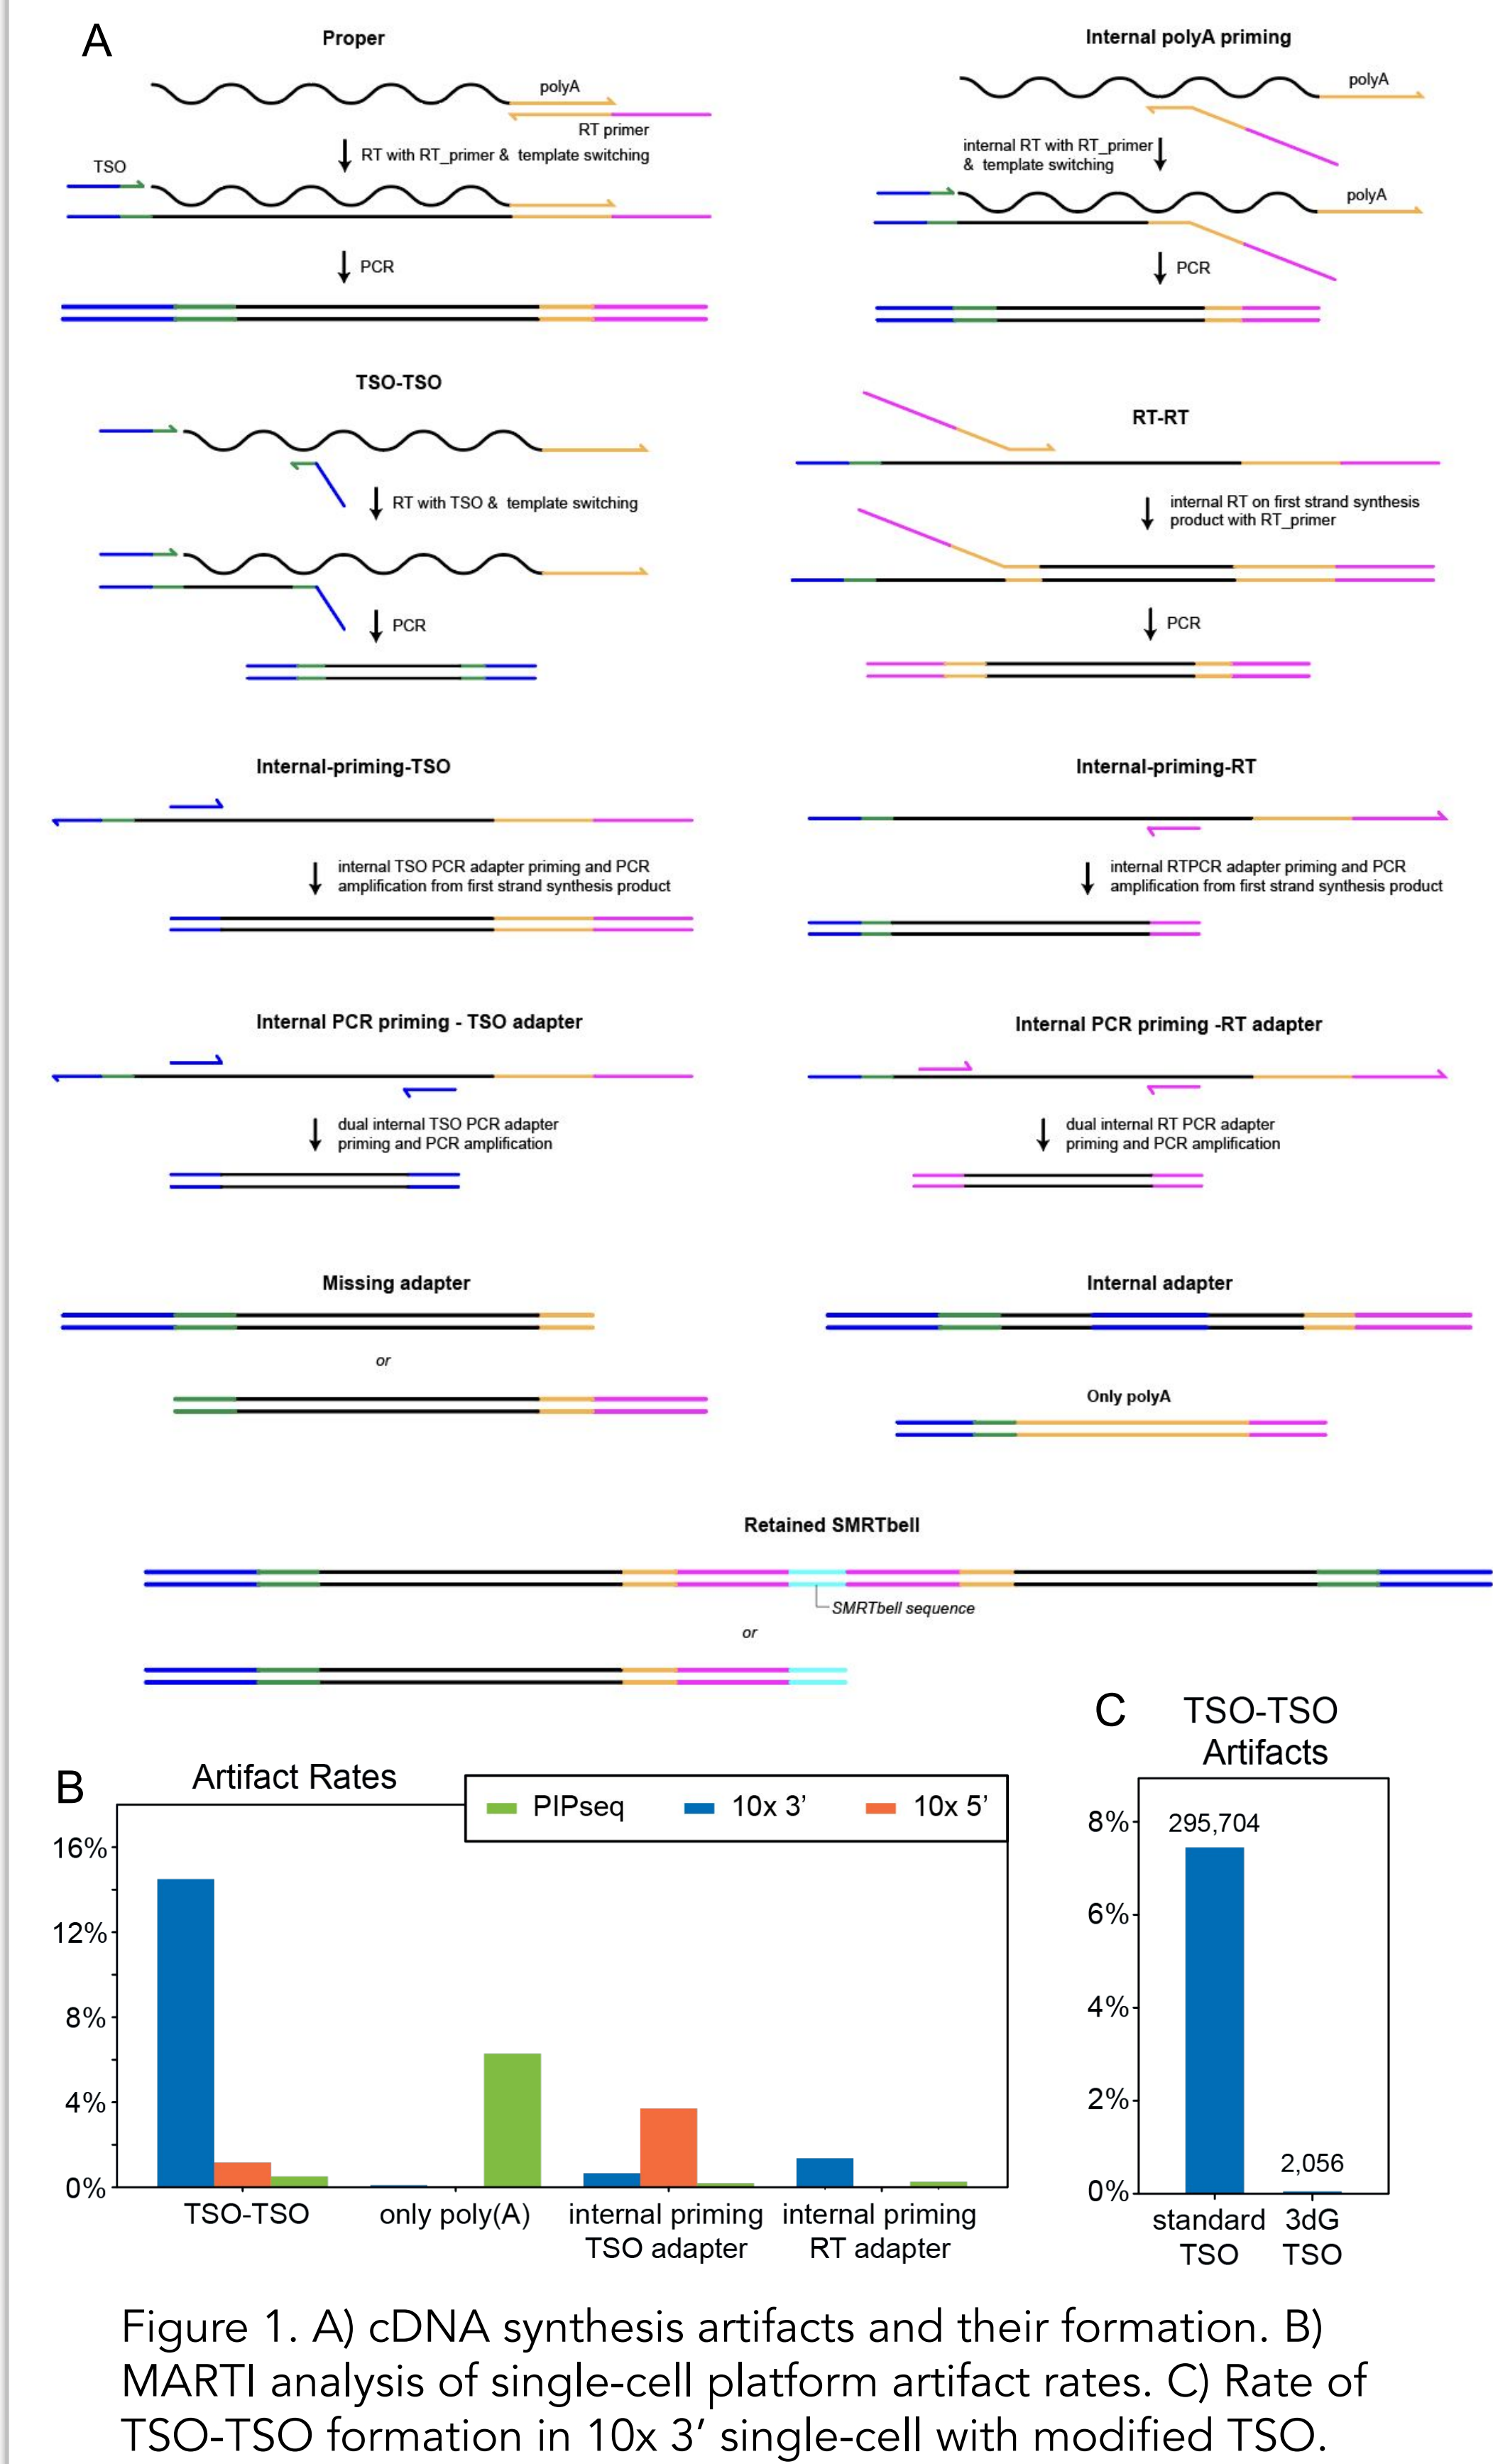 A
Proper
polyA
RT primer
RT with RT_primer & template switching
TSO
PCR
Internal polyA priming
polyA
internal RT with RT_primer
& template switching
polyA
PCR
TSO-TSO
RT with TSO & template switching
PCR
RT-RT
internal RT on first strand synthesis
product with RT_primer
PCR
Internal-priming-TSO
internal TSO PCR adapter priming and PCR
amplification from first strand synthesis product
Internal-priming-RT
internal RTPCR adapter priming and PCR
amplification from first strand synthesis product
Internal PCR priming - TSO adapter
dual internal TSO PCR adapter
priming and PCR amplification
Internal PCR priming -RT adapter
dual internal RT PCR adapter
priming and PCR amplification
Missing adapter
or
Internal adapter
Only polyA
Retained SMRTbell
SMRTbell sequence
or
B
Artifact Rates
PIPseq
10x 3’
10x 5’
16%
12%
8%
4%
0%
TSO-TSO
only poly(A)
internal priming
TSO adapter
internal priming
RT adapter
C
TSO-TSO
Artifacts
8%
6%
4%
2%
0%
295,704
2,056
standard
TSO
3dG
TSO
Figure 1. A) cDNA synthesis artifacts and their formation. B)
MARTI analysis of single-cell platform artifact rates. C) Rate of
TSO-TSO formation in 10x 3’ single-cell with modified TSO.